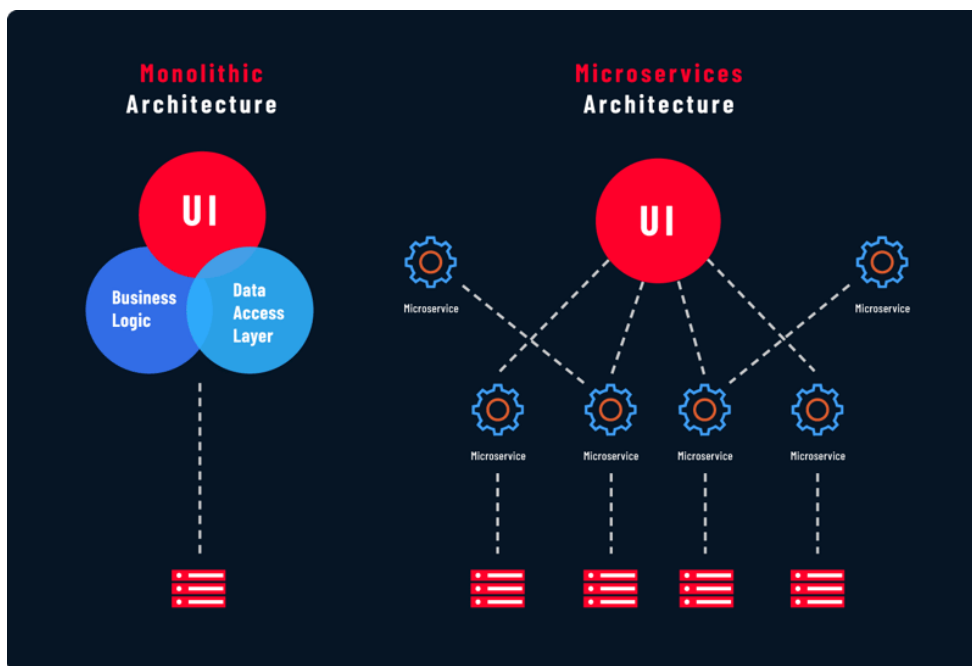 Monolithic
Architecture
UI
Business
Logic
Data
Access
Layer
Microservices
Architecture
UI
Microservice
Microservice
Microservice
Microservice
Microservice
Microservice